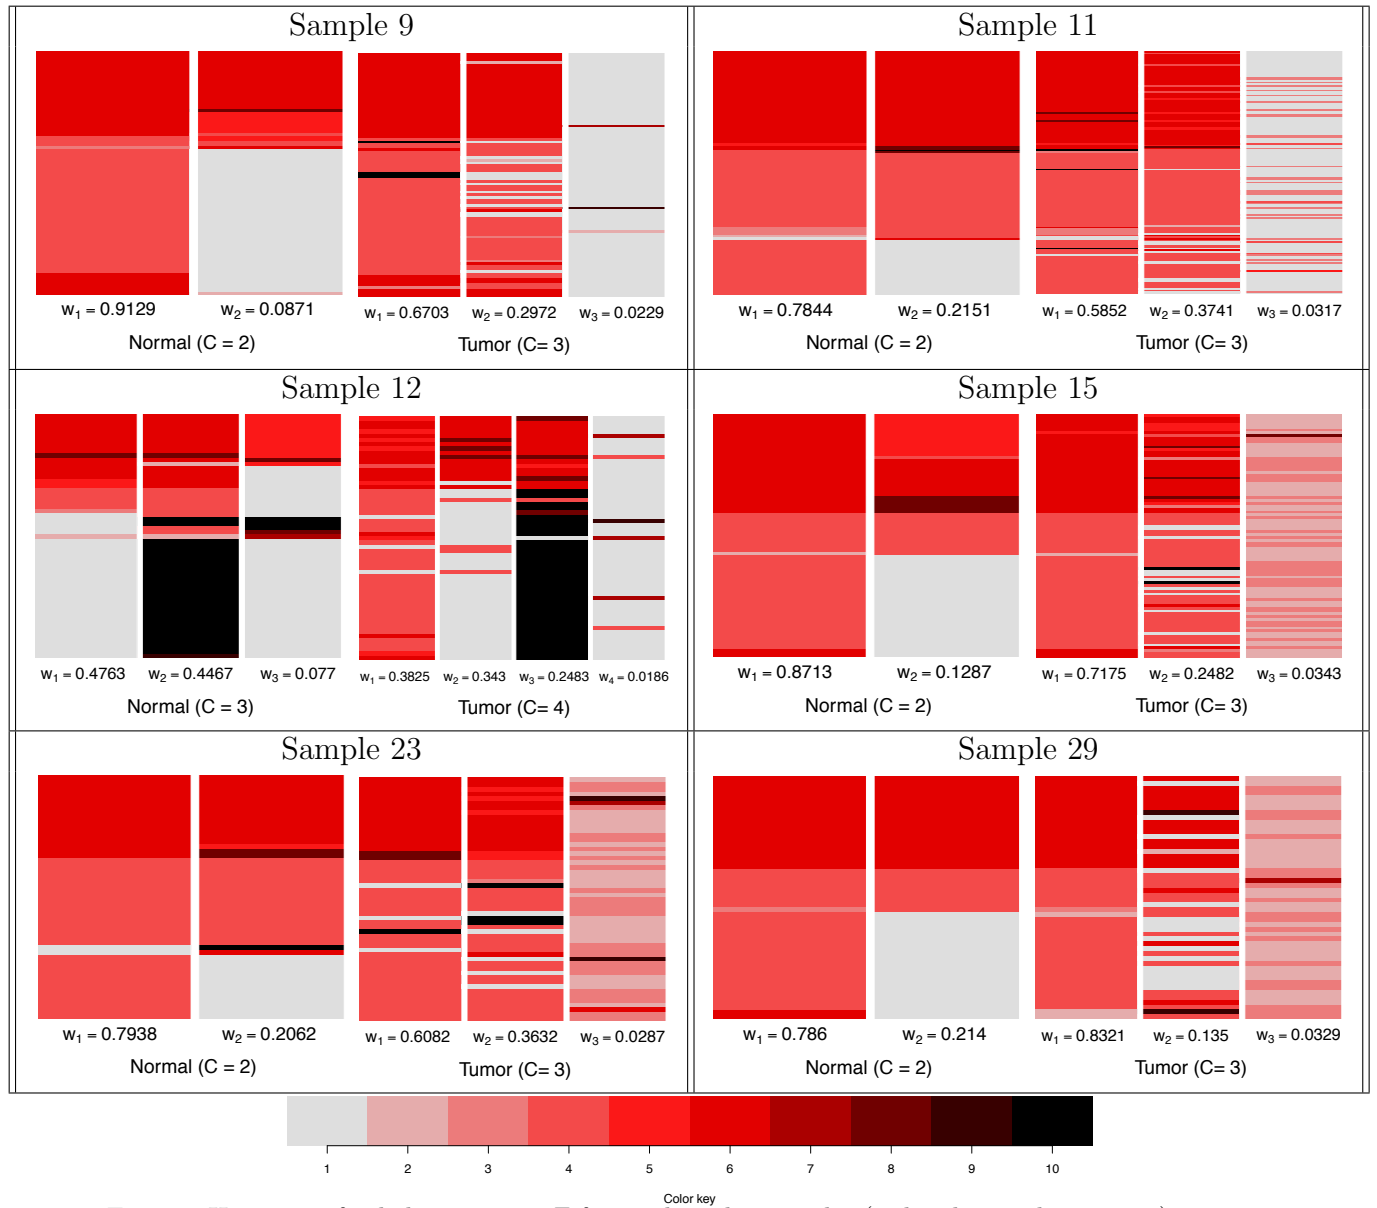 Sample 9
w1 = 0.9129
w2 = 0.0871
Normal (C = 2)
w1 = 0.6703
w2 = 0.2972
w3 = 0.0229
Tumor (C= 3)
Sample 11
w1 = 0.7844
w2 = 0.2151
Normal (C = 2)
w1 = 0.5852
w2 = 0.3741
w3 = 0.0317
Tumor (C= 3)
Sample 12
w1 = 0.4763
w2 = 0.4467
w3 = 0.077
Normal (C = 3)
w1 = 0.3825
w2 = 0.343
w3 = 0.2483
w4 = 0.0186
Tumor (C= 4)
Sample 15
w1 = 0.8713
w2 = 0.1287
Normal (C = 2)
w1 = 0.7175
w2 = 0.2482
w3 = 0.0343
Tumor (C= 3)
Sample 23
w1 = 0.7938
w2 = 0.2062
Normal (C = 2)
w1 = 0.6082
w2 = 0.3632
w3 = 0.0287
Tumor (C= 3)
Sample 29
w1 = 0.786
w2 = 0.214
Normal (C = 2)
w1 = 0.8321
w2 = 0.135
w3 = 0.0329
Tumor (C= 3)
1 2 3 4 5 6 7 8 9 10
Color key